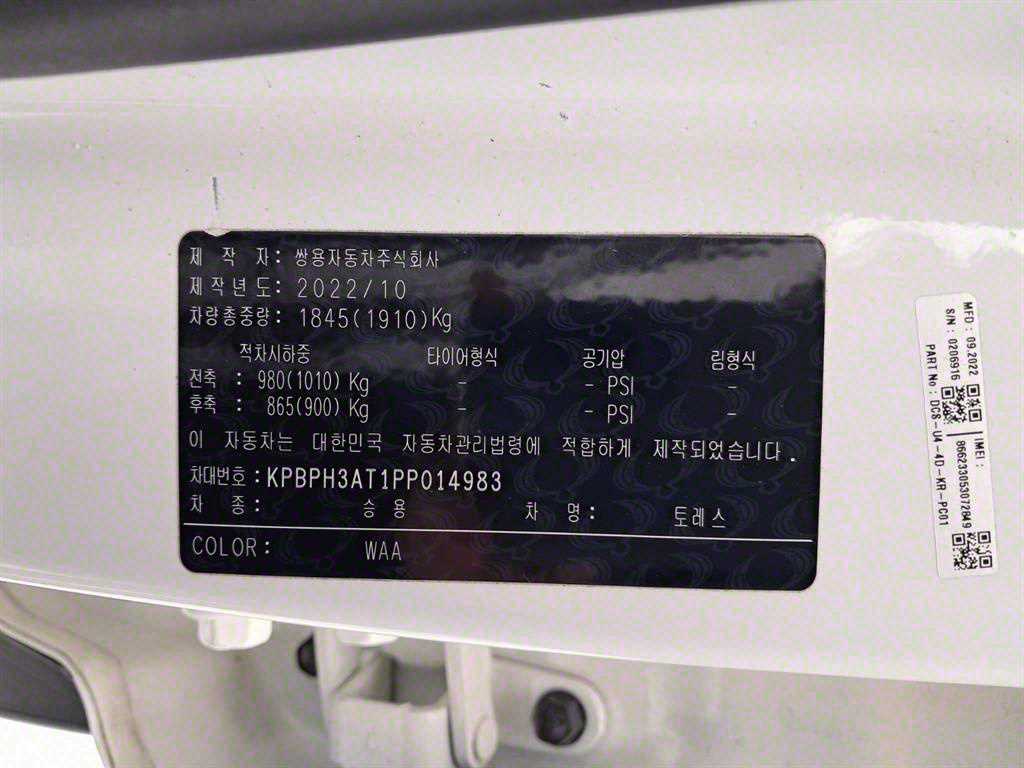 제 작 자: 쌍용자동차주식회사
제작년도: 2022/10
차량총중량: 1845(1910)Kg
적차시하중 타이어형식 공기압 림형식
전축 : 980(1010) Kg - - PSI -
후축 : 865(900) Kg - - PSI -
이 자동차는 대한민국 자동차관리법령에 적합하게 제작되었습니다.
차대번호: KPBPH3AT1PP014983
차 종: 승 용 차 명: 토레스
COLOR: WAA
MFD : 09.2022
S/N : 0206916
PART No : DC8-U4-4D-KR-PC01
IMEI :
866233053072849